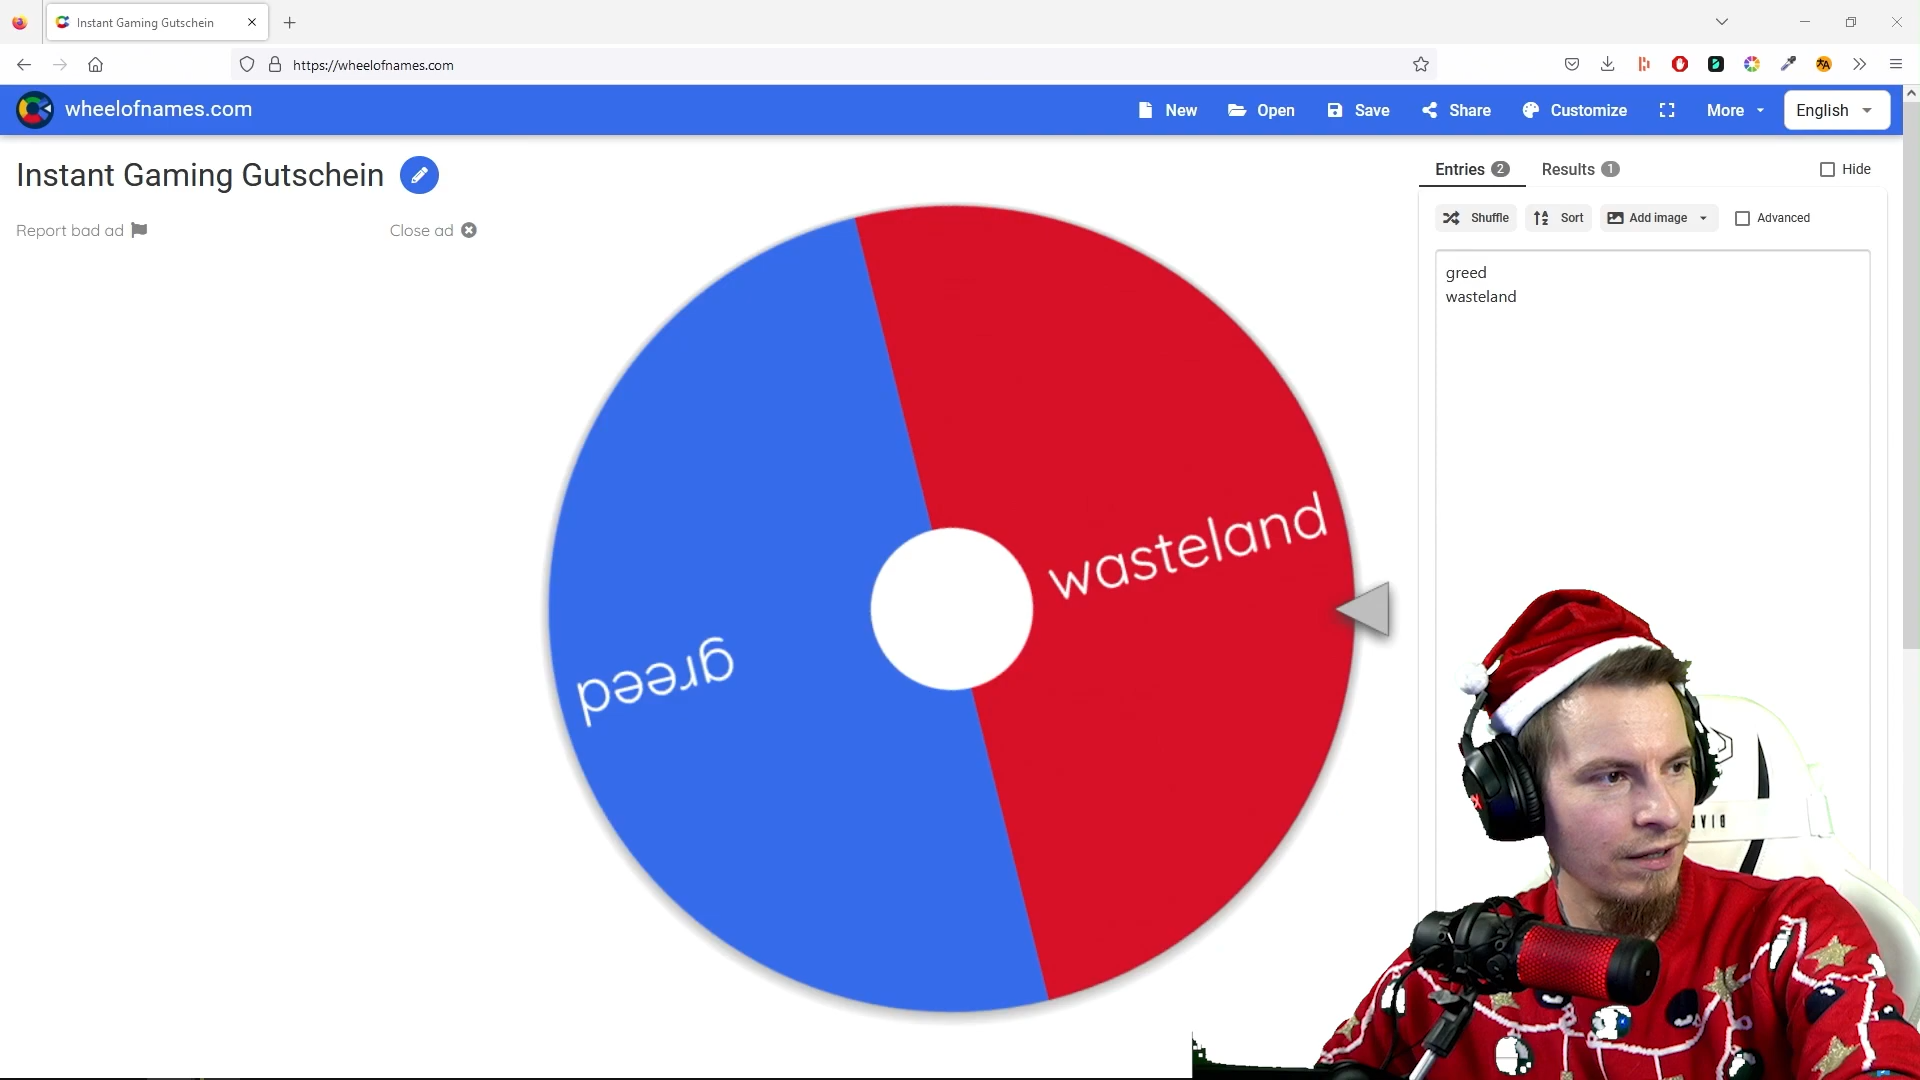 Instant Gaming Gutschein
https://wheelofnames.com
wheelofnames.com
New
Open
Save
Share
Customize
More
English
Instant Gaming Gutschein
Report bad ad
Close ad
Entries 2
Results 1
Hide
Shuffle
Sort
Add image
Advanced
greed
wasteland
wasteland
greed